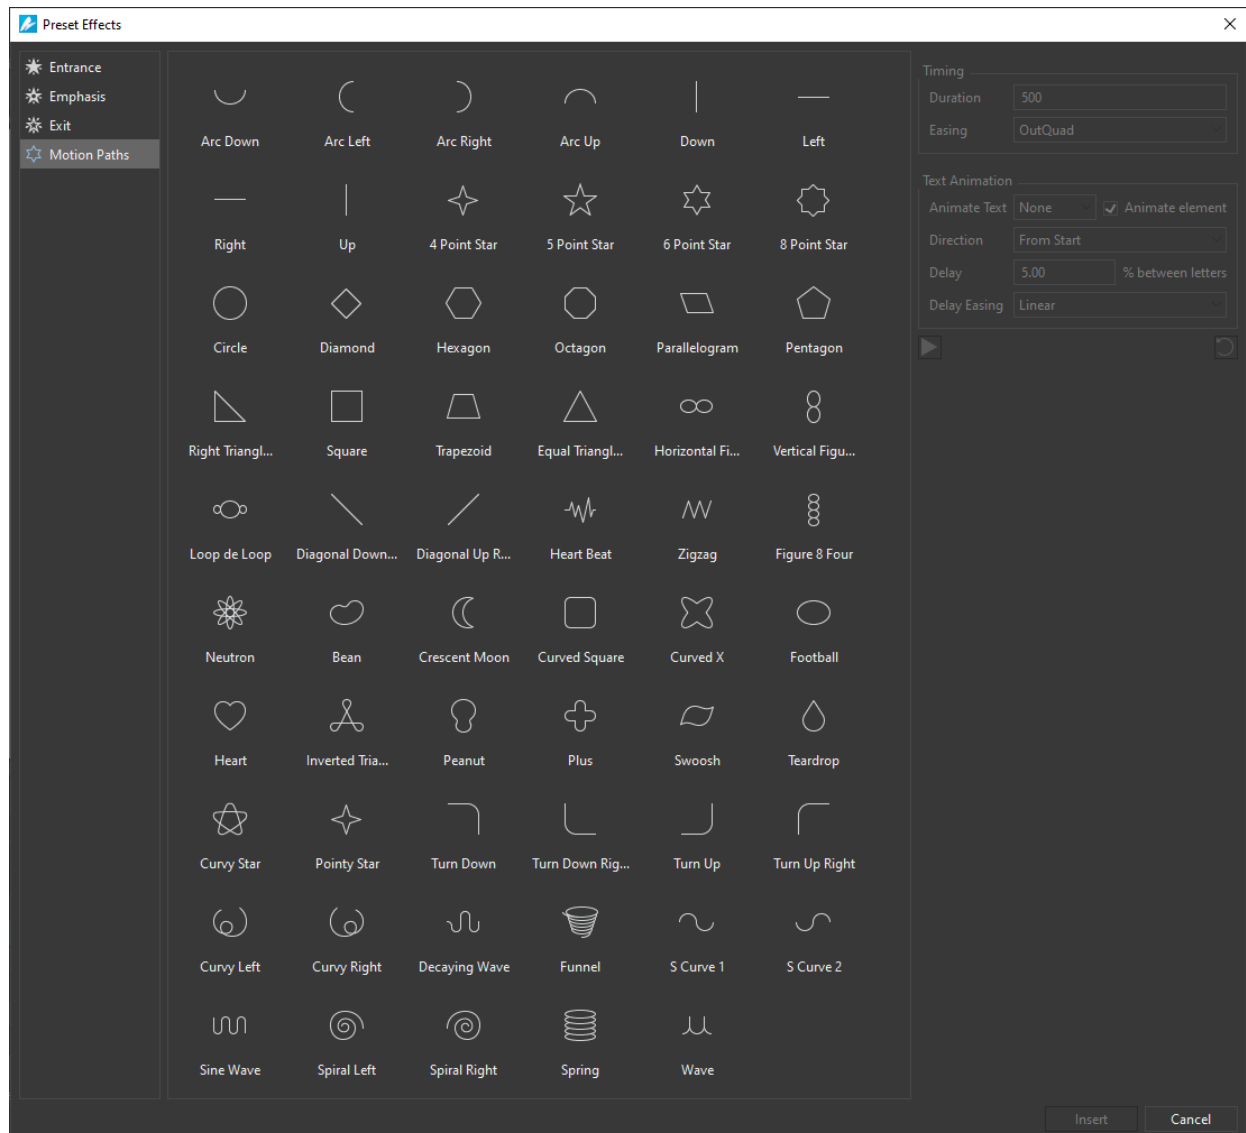 Preset Effects
Entrance
Emphasis
Exit
Motion Paths
Arc Down Arc Left Arc Right Arc Up Down Left
Right Up 4 Point Star 5 Point Star 6 Point Star 8 Point Star
Circle Diamond Hexagon Octagon Parallelogram Pentagon
Right Triangl... Square Trapezoid Equal Triangl... Horizontal Fi... Vertical Figu...
Loop de Loop Diagonal Down... Diagonal Up R... Heart Beat Zigzag Figure 8 Four
Neutron Bean Crescent Moon Curved Square Curved X Football
Heart Inverted Tria... Peanut Plus Swoosh Teardrop
Curvy Star Pointy Star Turn Down Turn Down Rig... Turn Up Turn Up Right
Curvy Left Curvy Right Decaying Wave Funnel S Curve 1 S Curve 2
Sine Wave Spiral Left Spiral Right Spring Wave
Timing
Duration 500
Easing OutQuad
Text Animation
Animate Text None Animate element
Direction From Start
Delay 5.00 % between letters
Delay Easing Linear
Insert Cancel